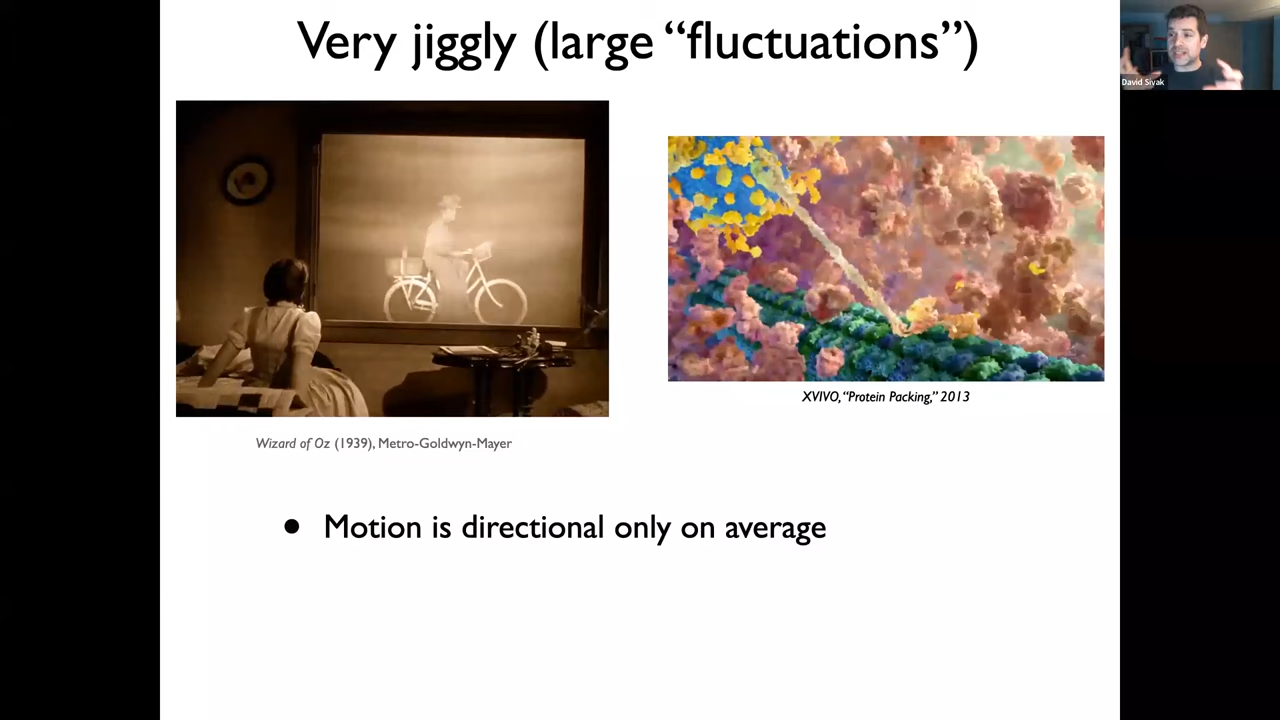 Very jiggly (large “fluctuations”)
David Sivak
XVIVO, “Protein Packing,” 2013
Wizard of Oz (1939), Metro-Goldwyn-Mayer
• Motion is directional only on average